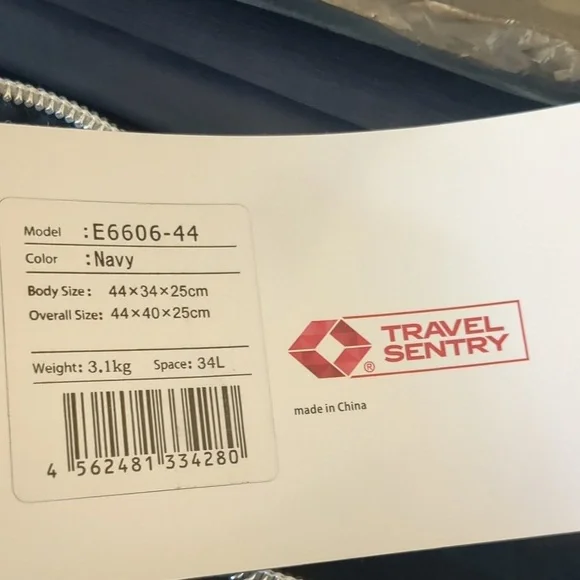 Model :E6606-44
Color :Navy
Body Size: 44×34×25cm
Overall Size: 44×40×25cm
Weight: 3.1kg Space: 34L
4 562481 334280
TRAVEL
SENTRY
®
made in China